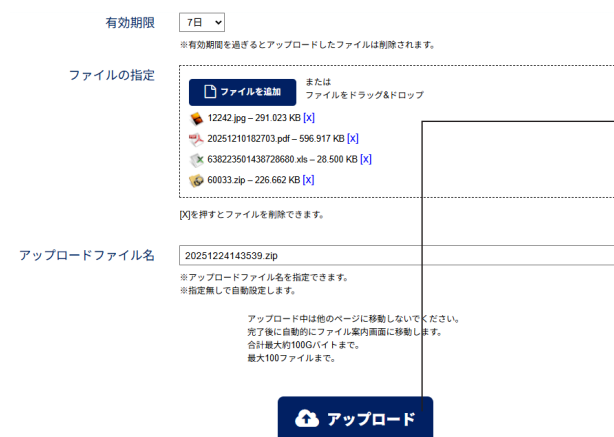 有効期限
7日
※有効期間を過ぎるとアップロードしたファイルは削除されます。
ファイルの指定
ファイルを追加
または
ファイルをドラッグ&ドロップ
12242.jpg – 291.023 KB [X]
20251210182703.pdf – 596.917 KB [X]
638223501438728680.xls – 28.500 KB [X]
60033.zip – 226.662 KB [X]
[X]を押すとファイルを削除できます。
アップロードファイル名
20251224143539.zip
※アップロードファイル名を指定できます。
※指定無しで自動設定します。
アップロード中は他のページに移動しないでください。
完了後に自動的にファイル案内画面に移動します。
合計最大約100Gバイトまで。
最大100ファイルまで。
アップロード